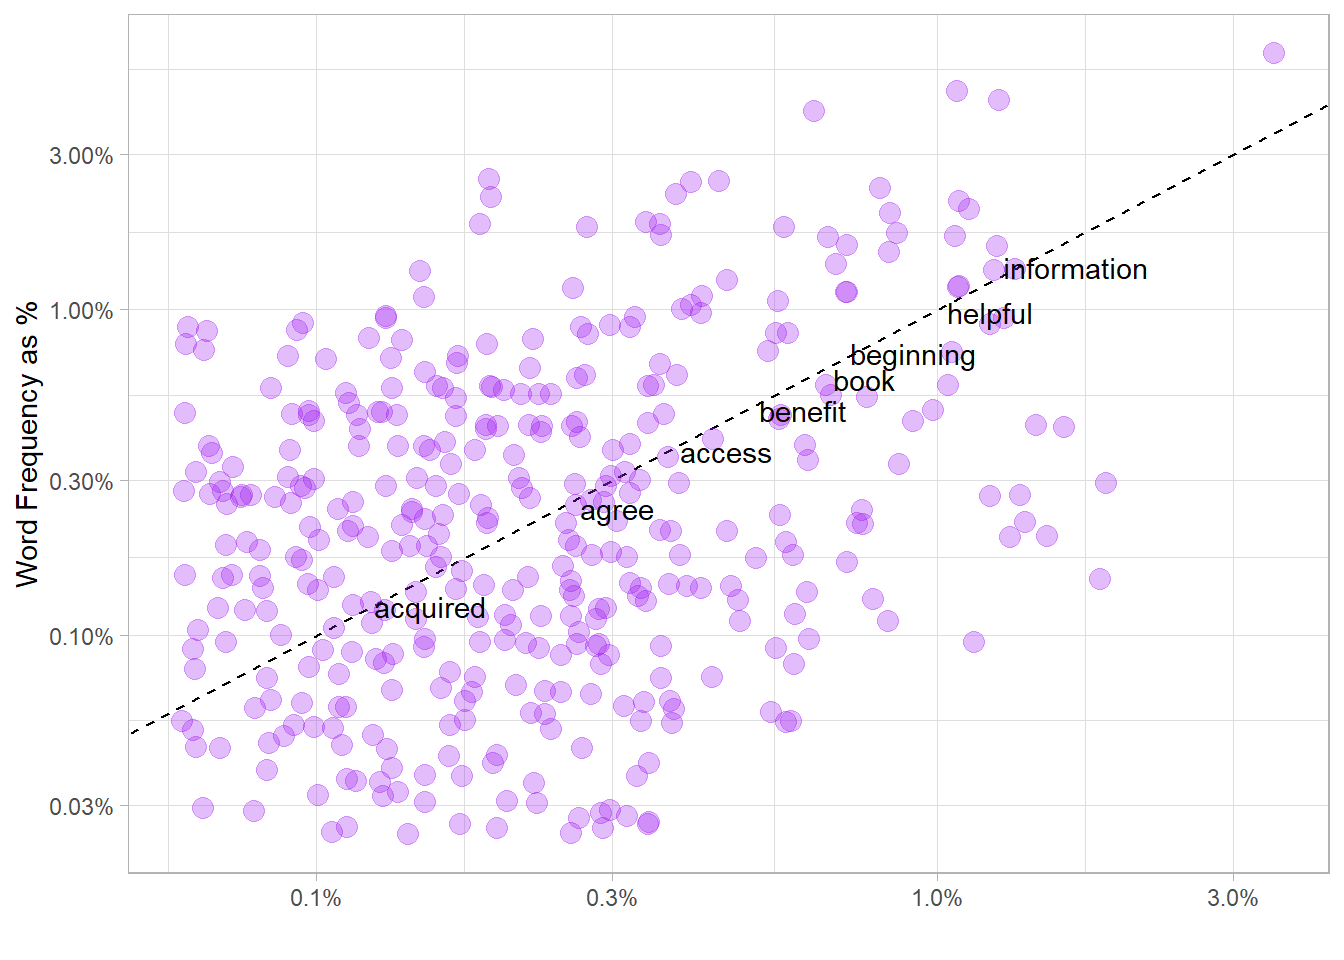 Word Frequency as %
3.00%
1.00%
0.30%
0.10%
0.03%
information
helpful
beginning
book
benefit
access
agree
acquired
0.1%
0.3%
1.0%
3.0%